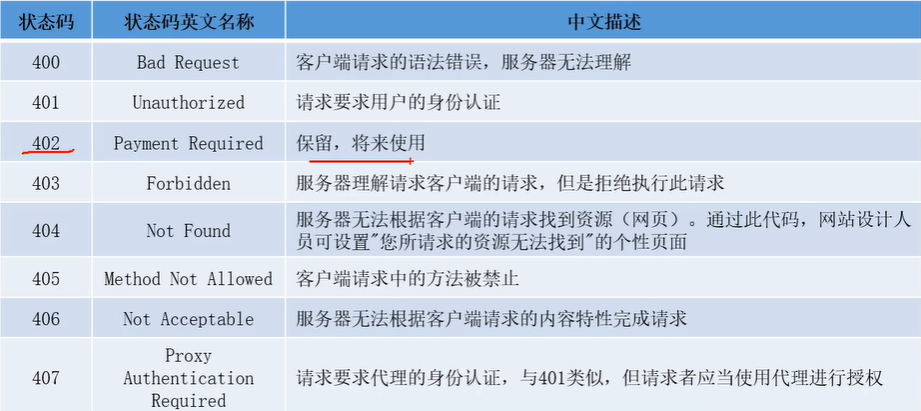 状态码 状态码英文名称 中文描述
400 Bad Request 客户端请求的语法错误，服务器无法理解
401 Unauthorized 请求要求用户的身份认证
402 Payment Required 保留，将来使用
403 Forbidden 服务器理解请求客户端的请求，但是拒绝执行此请求
404 Not Found 服务器无法根据客户端的请求找到资源（网页）。通过此代码，网站设计人
员可设置"您所请求的资源无法找到"的个性页面
405 Method Not Allowed 客户端请求中的方法被禁止
406 Not Acceptable 服务器无法根据客户端请求的内容特性完成请求
407 Proxy
Authentication
Required 请求要求代理的身份认证，与401类似，但请求者应当使用代理进行授权